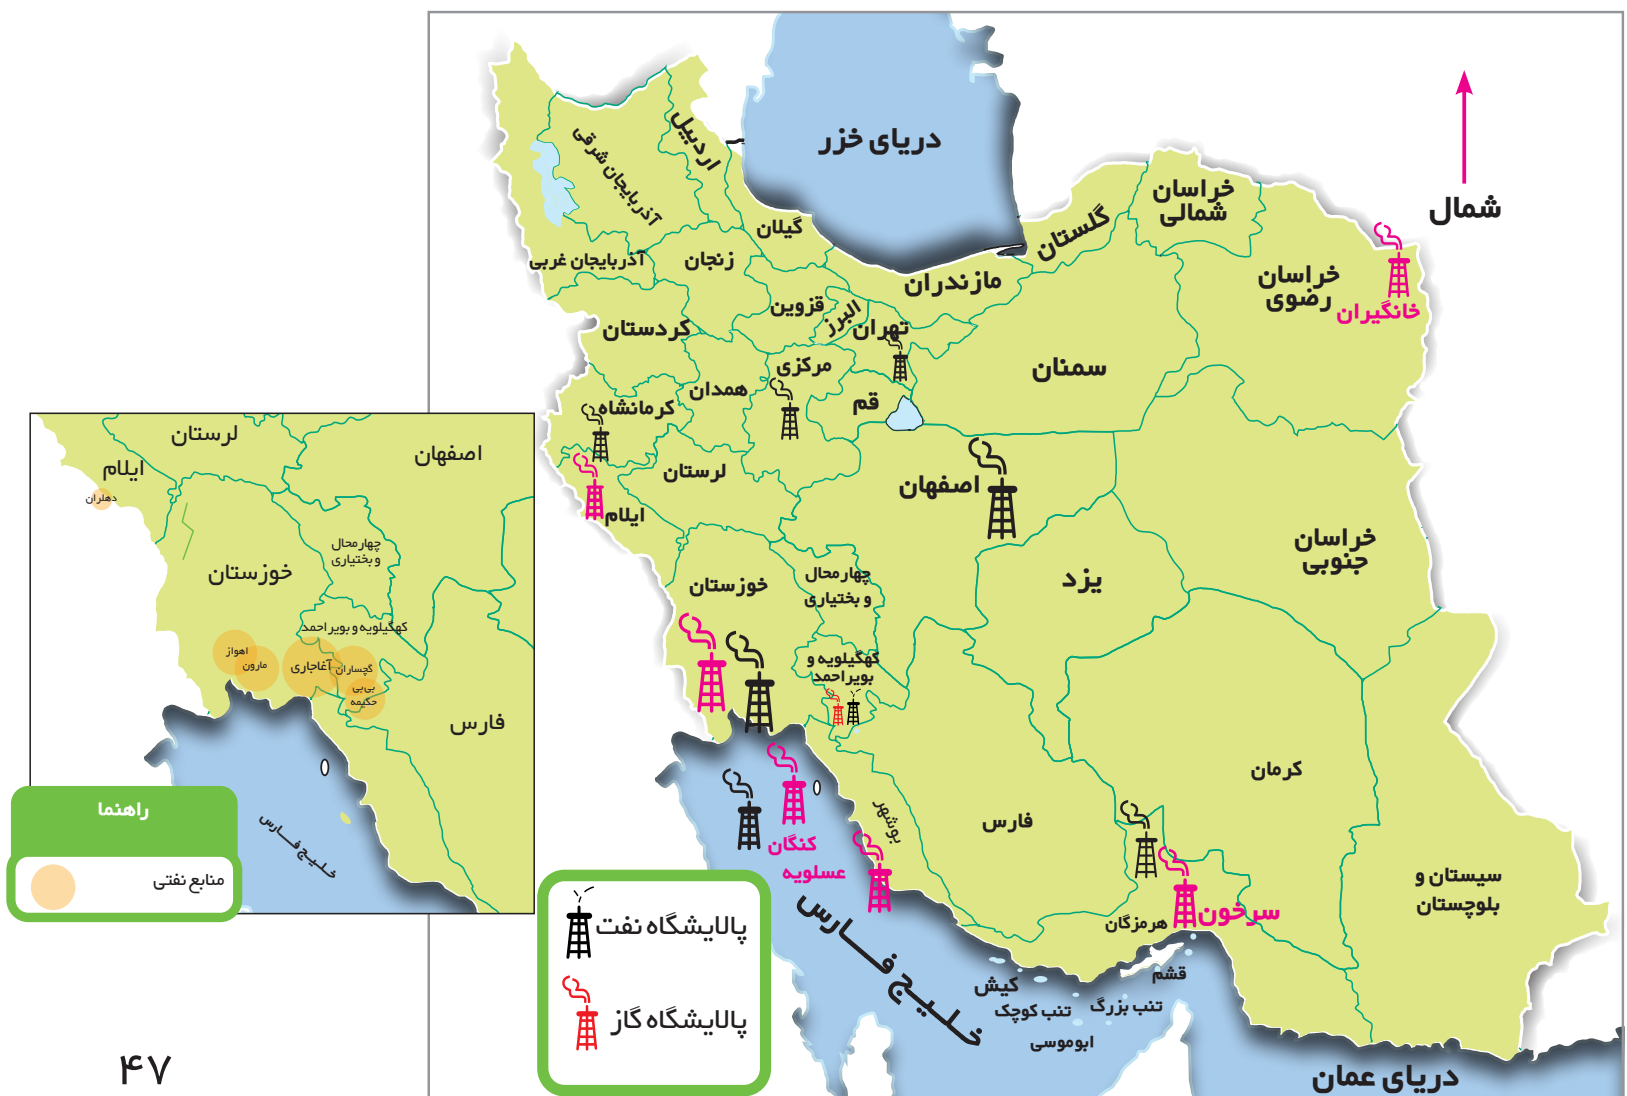 دریای خزر
شمال
اردبیل
آذربایجان شرقی
آذربایجان غربی
گیلان
زنجان
قزوین
البرز
تهران
مازندران
گلستان
خراسان
شمالی
خراسان
رضوی
خانگیران
سمنان
کردستان
همدان
مرکزی
قم
کرمانشاه
لرستان
ایلام
اصفهان
خراسان
جنوبی
یزد
خوزستان
چهارمحال
و بختیاری
کهگیلویه و
بویراحمد
کرمان
فارس
بوشهر
کنگان
عسلویه
سیستان و
بلوچستان
سرخون
هرمزگان
قشم
کیش
تنب بزرگ
تنب کوچک
ابوموسی
خلیج فارس
دریای عمان
پالایشگاه نفت
پالایشگاه گاز
لرستان
اصفهان
ایلام
دهلران
چهارمحال
و بختیاری
خوزستان
کهگیلویه و بویراحمد
اهواز
مارون
آغاجاری
گچساران
بی‌بی
حکیمه
فارس
خلیج فارس
راهنما
منابع نفتی
۴۷